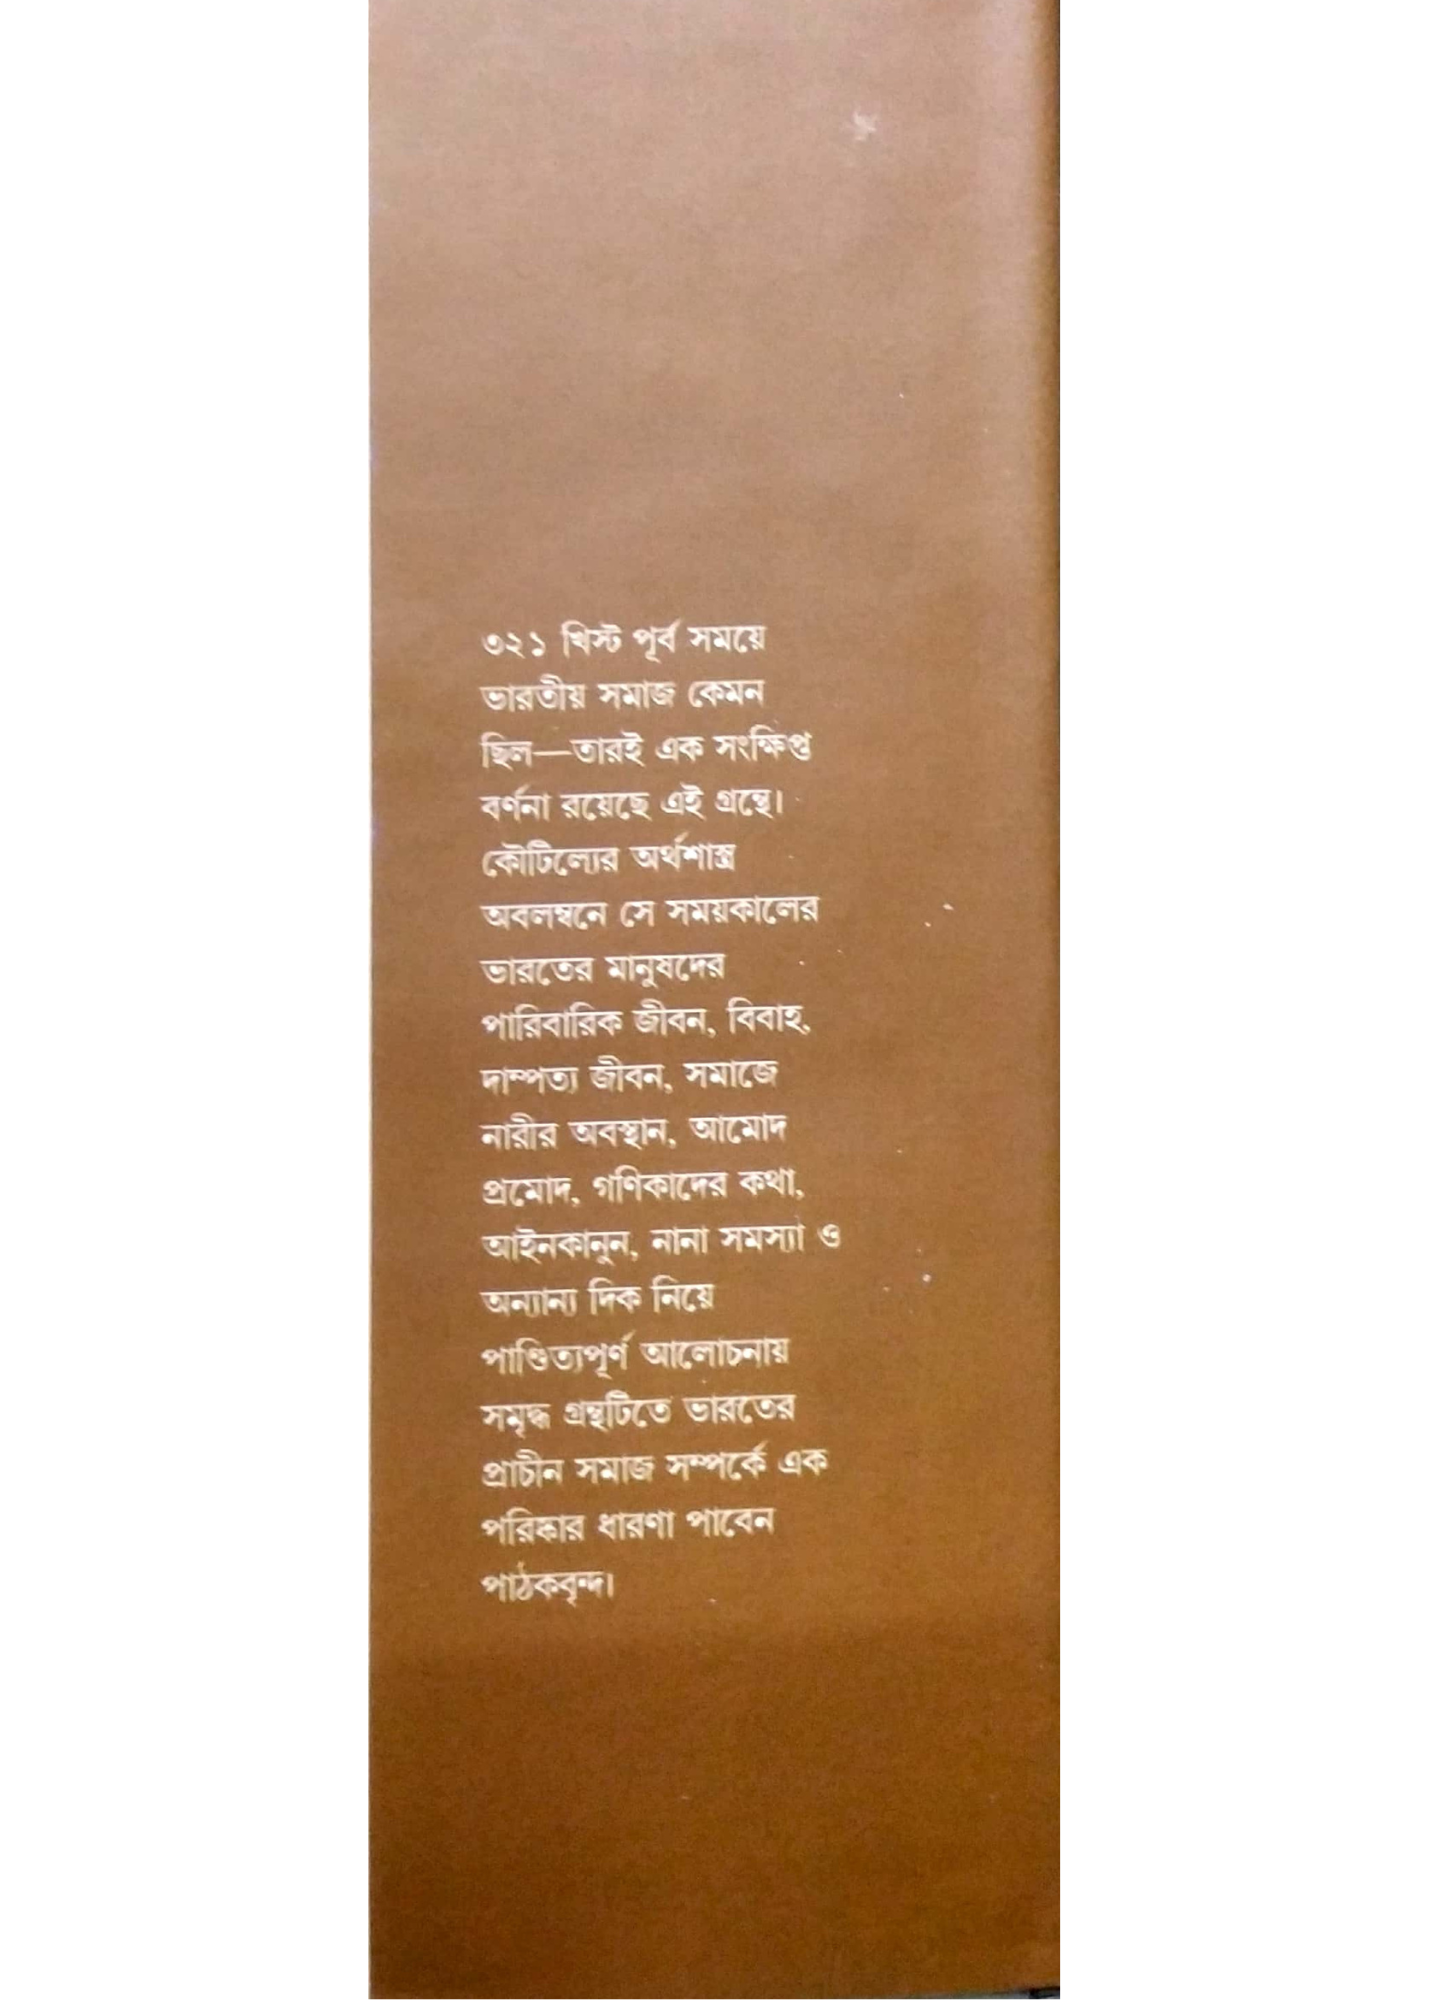 ৩২১ খিস্ট পূর্ব সময়ে
ভারতীয় সমাজ কেমন
ছিল—তারই এক সংক্ষিপ্ত
বর্ণনা রয়েছে এই গ্রন্থে।
কৌটিল্যের অর্থশাস্ত্র
অবলম্বনে সে সময়কালের
ভারতের মানুষদের
পারিবারিক জীবন, বিবাহ,
দাম্পত্য জীবন, সমাজে
নারীর অবস্থান, আমোদ
প্রমোদ, গণিকাদের কথা,
আইনকানুন, নানা সমস্যা ও
অন্যান্য দিক নিয়ে
পাণ্ডিত্যপূর্ণ আলোচনায়
সমৃদ্ধ গ্রন্থটিতে ভারতের
প্রাচীন সমাজ সম্পর্কে এক
পরিষ্কার ধারণা পাবেন
পাঠকবৃন্দ।